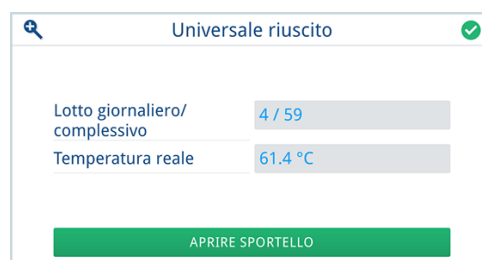 Universale riuscito
Lotto giornaliero/
complessivo
4 / 59
Temperatura reale
61.4 °C
APRIRE SPORTELLO